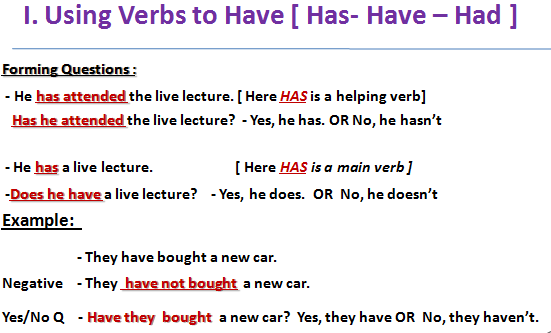 I. Using Verbs to Have [ Has- Have – Had ]
Forming Questions :
- He has attended the live lecture. [ Here HAS is a helping verb]
Has he attended the live lecture? - Yes, he has. OR No, he hasn't
- He has a live lecture. [ Here HAS is a main verb ]
-Does he have a live lecture? - Yes, he does. OR No, he doesn't
Example:
- They have bought a new car.
Negative - They have not bought a new car.
Yes/No Q - Have they bought a new car? Yes, they have OR No, they haven't.